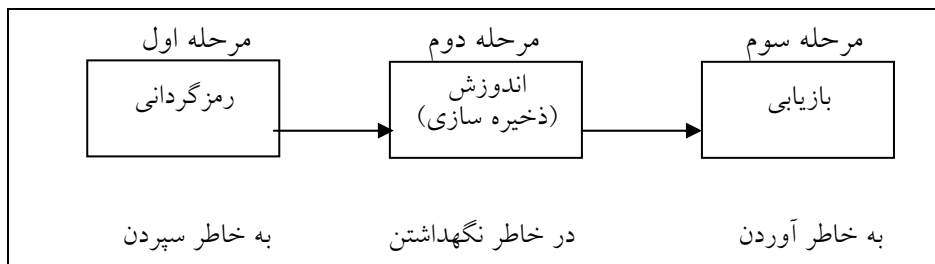 مرحله اول
رمزگردانی
به خاطر سپردن
مرحله دوم
اندوزش
(ذخیره سازی)
در خاطر نگهداشتن
مرحله سوم
بازیابی
به خاطر آوردن